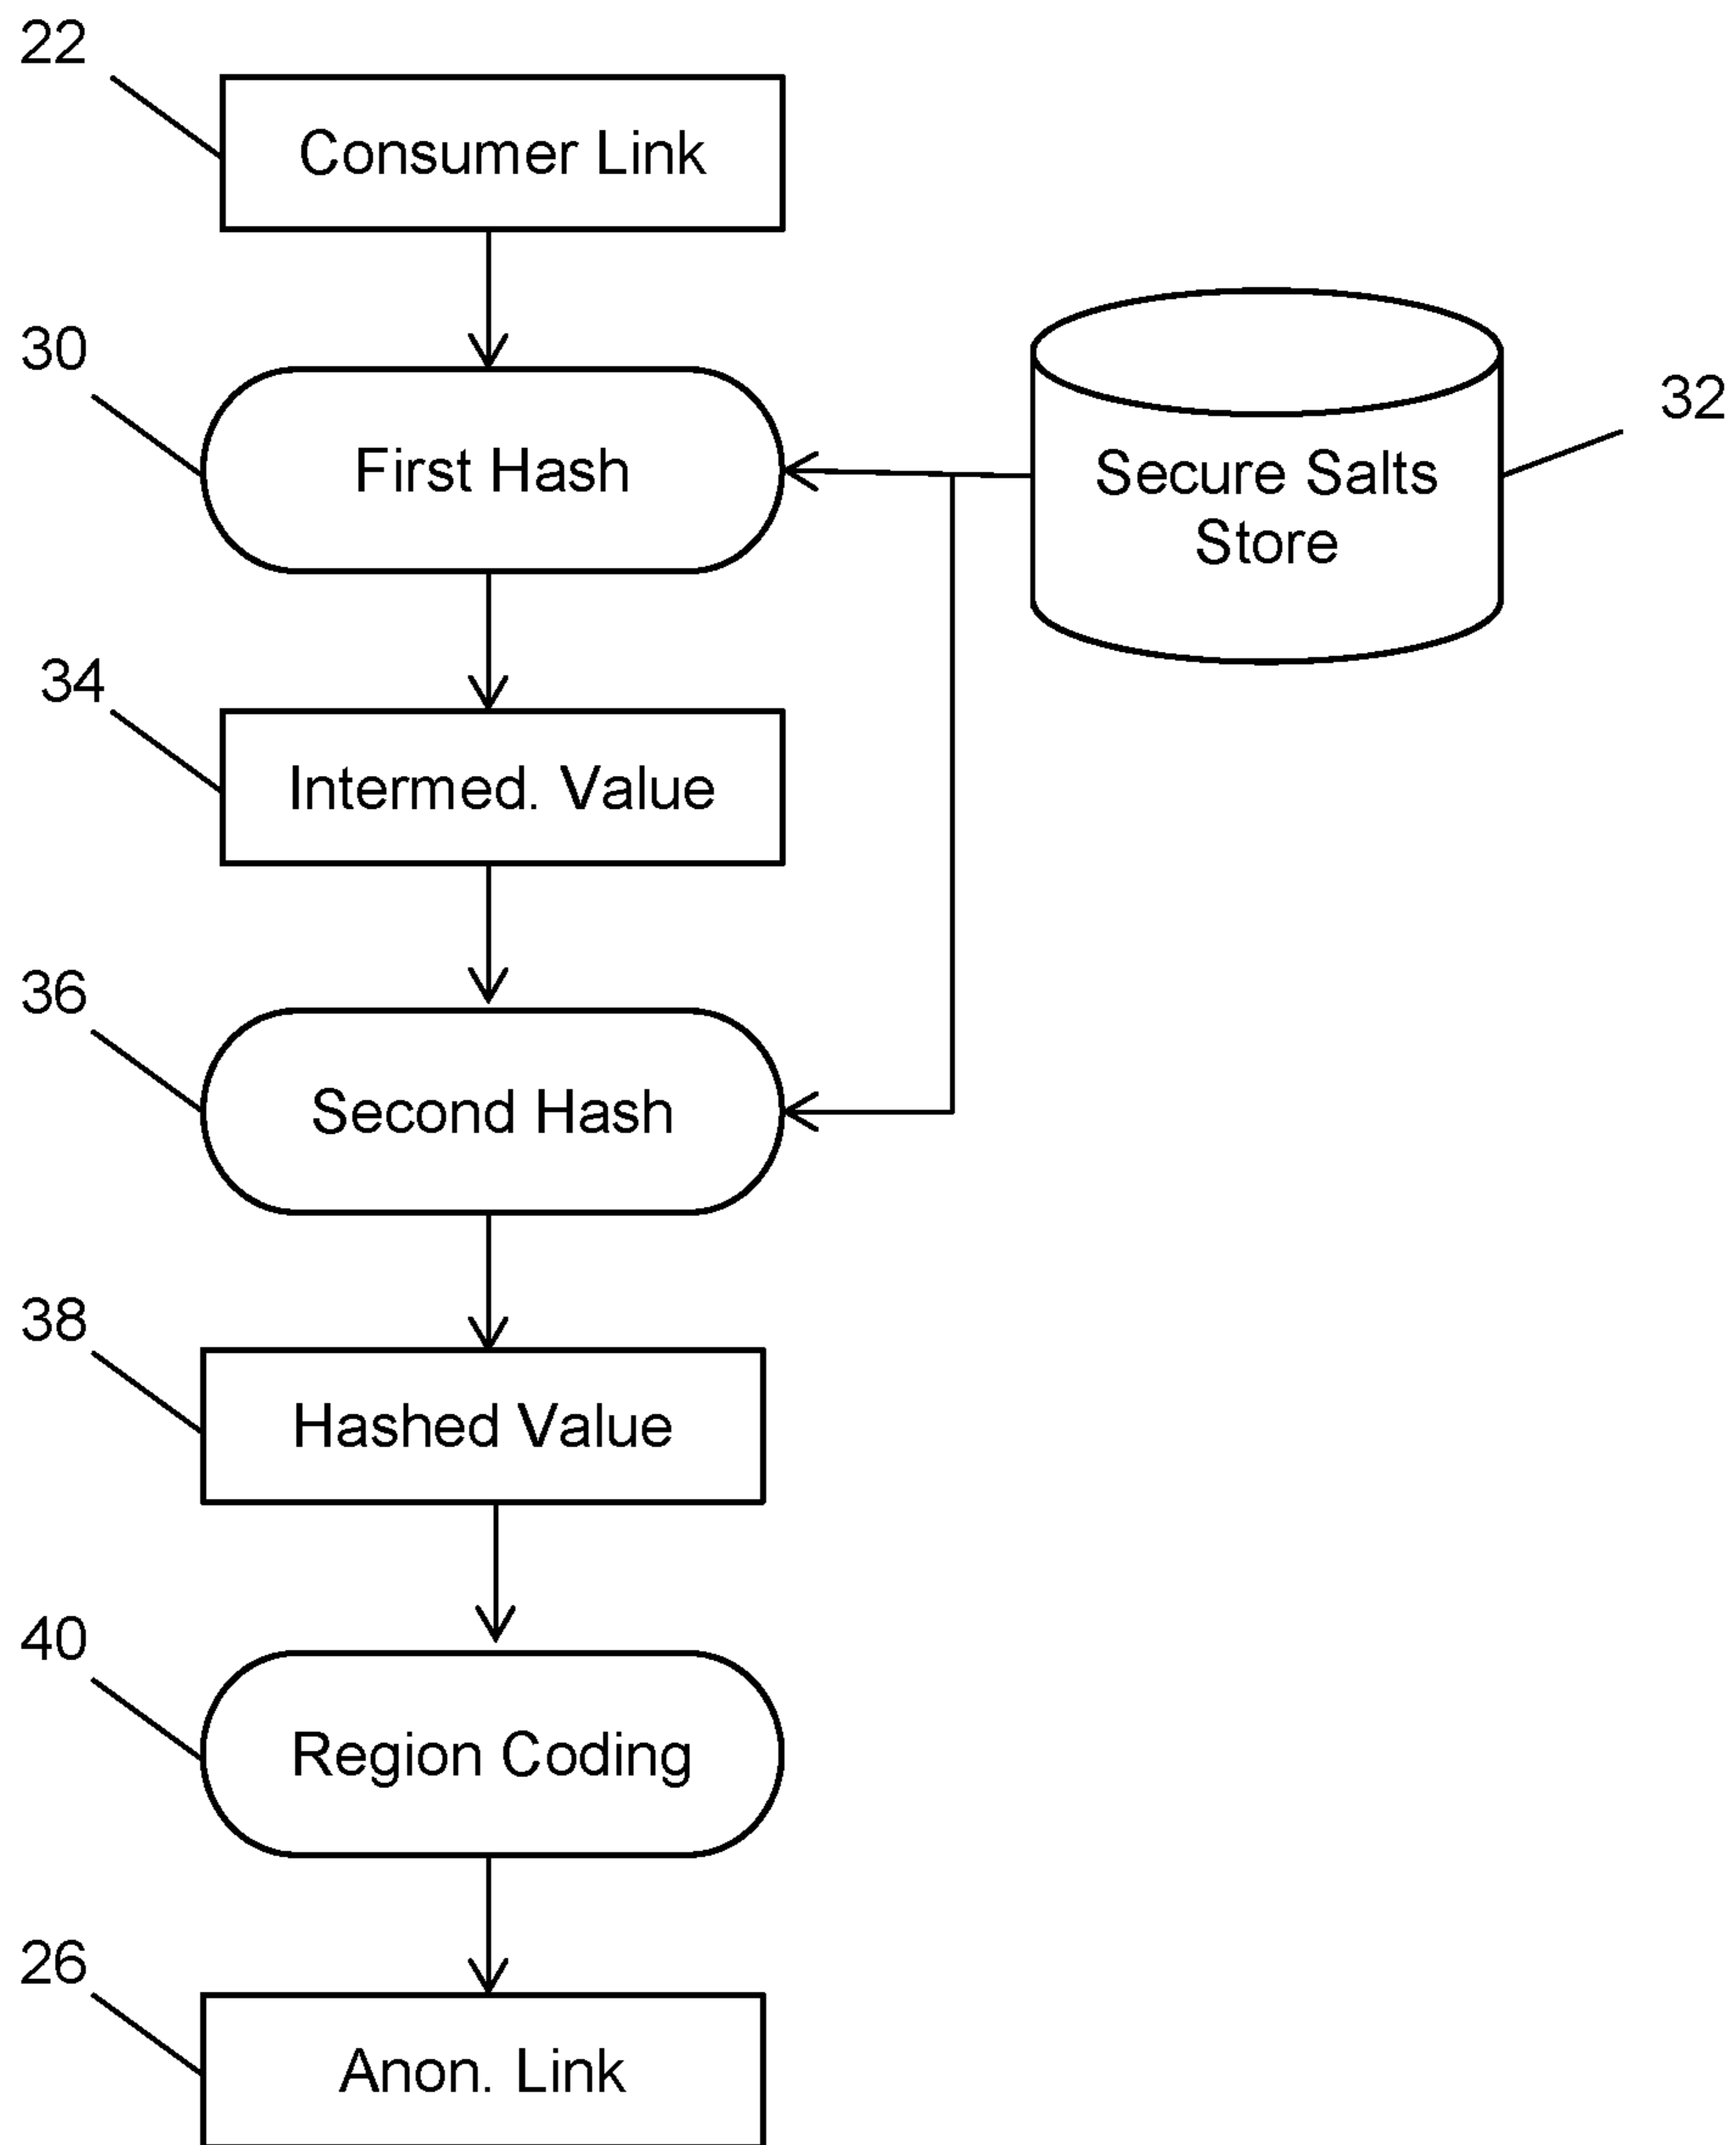 22
Consumer Link
30
First Hash
32
Secure Salts
Store
34
Intermed. Value
36
Second Hash
38
Hashed Value
40
Region Coding
26
Anon. Link